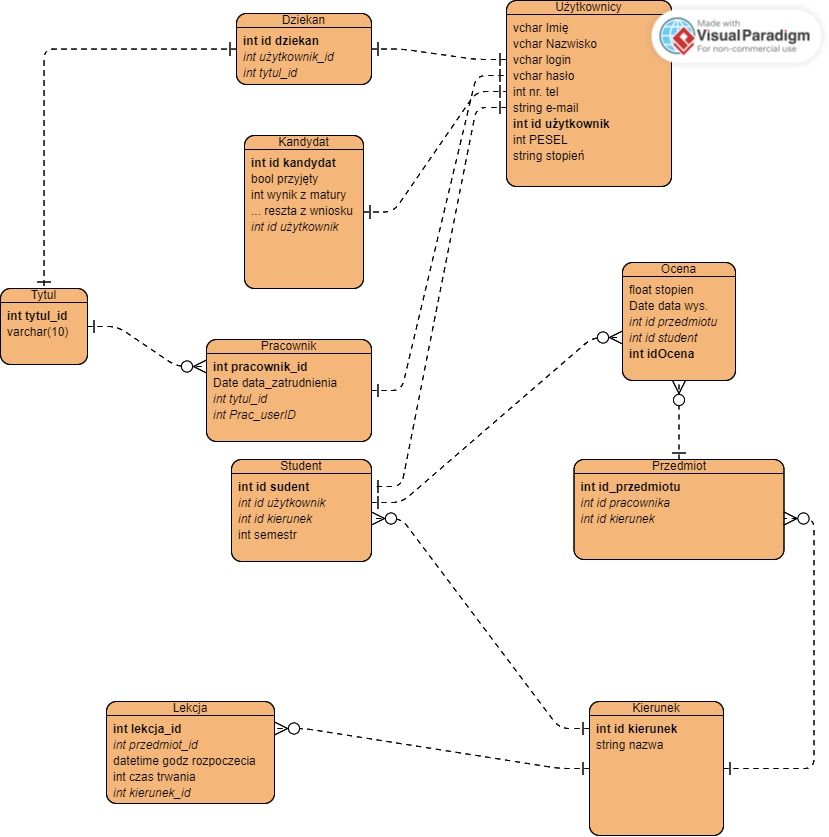 Dziekan
int id dziekan
int użytkownik_id
int tytul_id
Użytkownicy
vchar Imię
vchar Nazwisko
vchar login
vchar hasło
int nr. tel
string e-mail
int id użytkownik
int PESEL
string stopień
Made with
VisualParadigm
For non-commercial use
Kandydat
int id kandydat
bool przyjęty
int wynik z matury
... reszta z wniosku
int id użytkownik
Ocena
float stopien
Date data wys.
int id przedmiotu
int id student
int idOcena
Tytul
int tytul_id
varchar(10)
Pracownik
int pracownik_id
Date data_zatrudnienia
int tytul_id
int Prac_userID
Student
int id sudent
int id użytkownik
int id kierunek
int semestr
Przedmiot
int id_przedmiotu
int id pracownika
int id kierunek
Lekcja
int lekcja_id
int przedmiot_id
datetime godz rozpoczecia
int czas trwania
int kierunek_id
Kierunek
int id kierunek
string nazwa